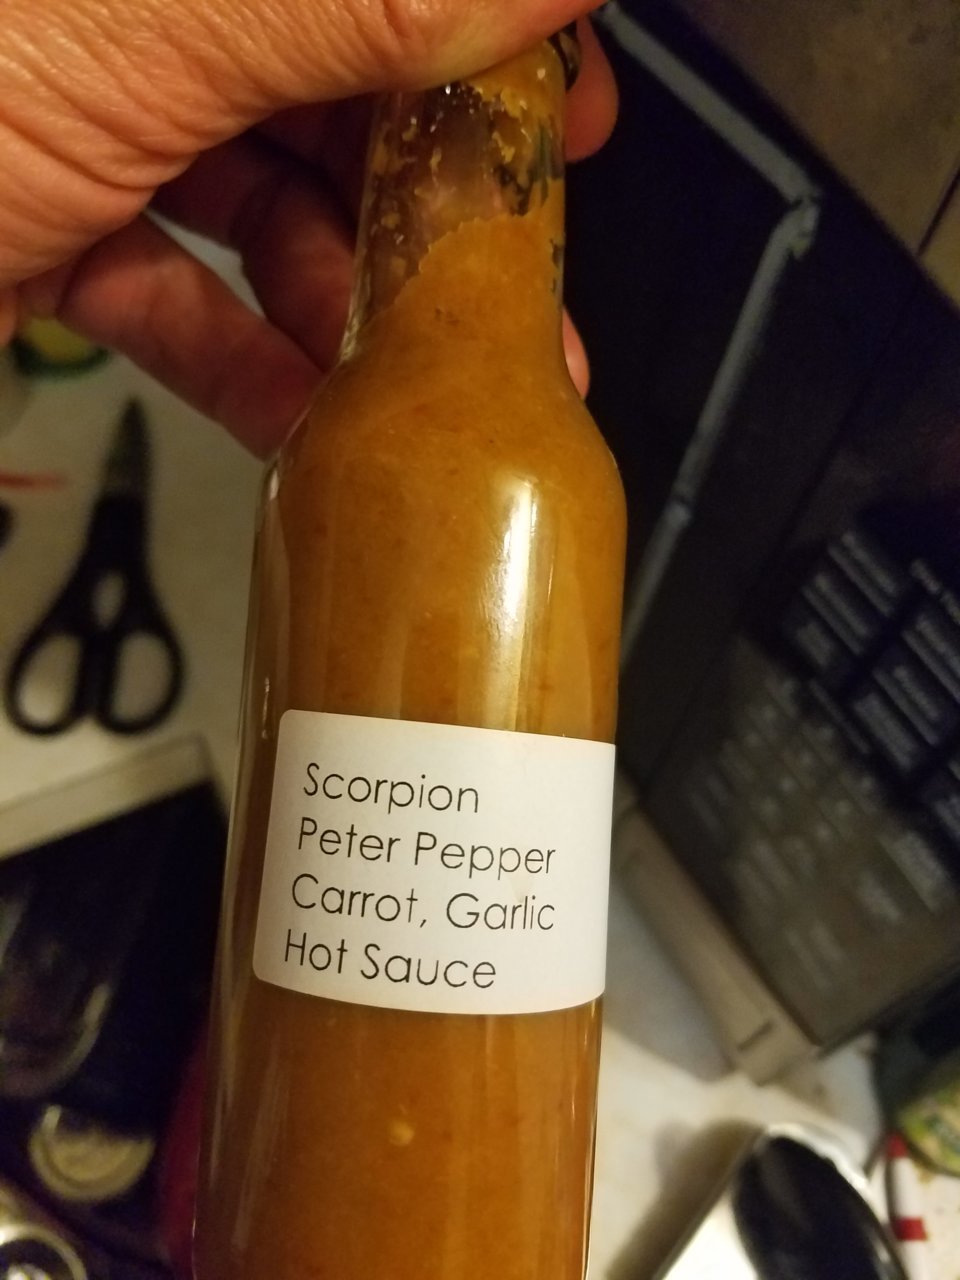 Scorpion
Peter Pepper
Carrot, Garlic
Hot Sauce